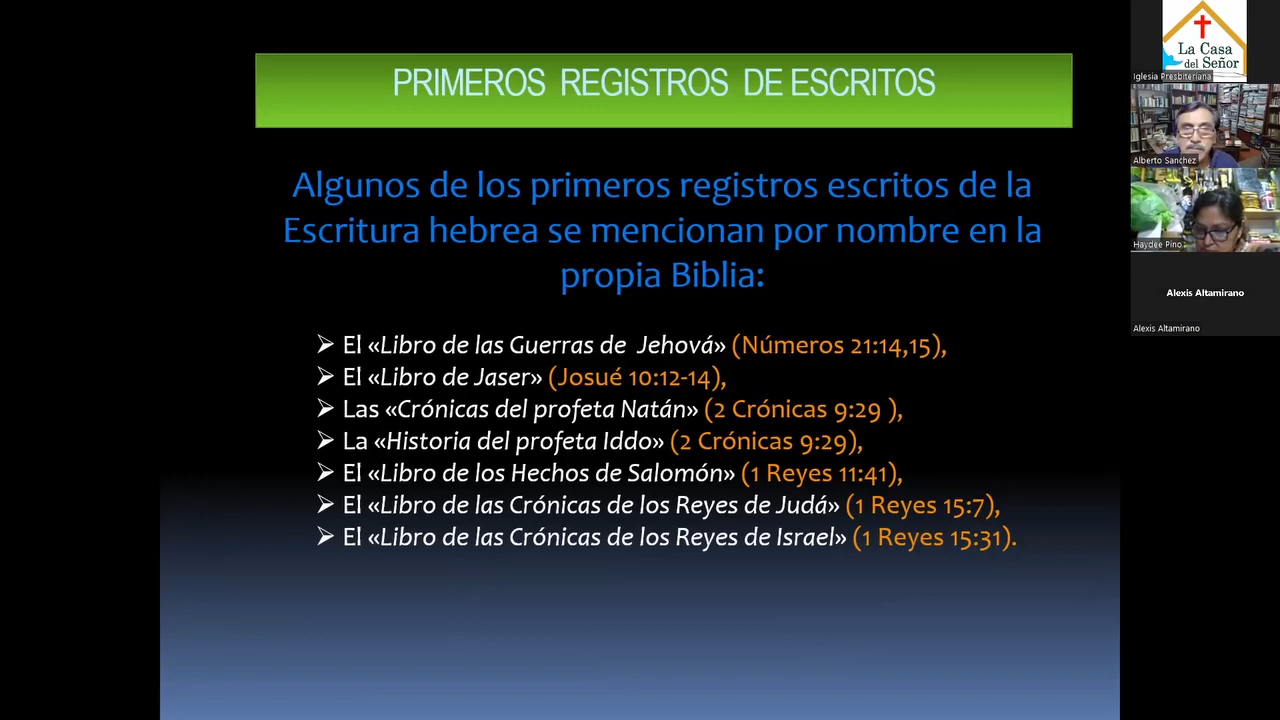 PRIMEROS REGISTROS DE ESCRITOS
Algunos de los primeros registros escritos de la
Escritura hebrea se mencionan por nombre en la
propia Biblia:
➢ El «Libro de las Guerras de Jehová» (Números 21:14,15),
➢ El «Libro de Jaser» (Josué 10:12-14),
➢ Las «Crónicas del profeta Natán» (2 Crónicas 9:29 ),
➢ La «Historia del profeta Iddo» (2 Crónicas 9:29),
➢ El «Libro de los Hechos de Salomón» (1 Reyes 11:41),
➢ El «Libro de las Crónicas de los Reyes de Judá» (1 Reyes 15:7),
➢ El «Libro de las Crónicas de los Reyes de Israel» (1 Reyes 15:31).
La Casa
del Señor
Iglesia Presbiteriana
Alberto Sanchez
Haydee Pino
Alexis Altamirano
Alexis Altamirano